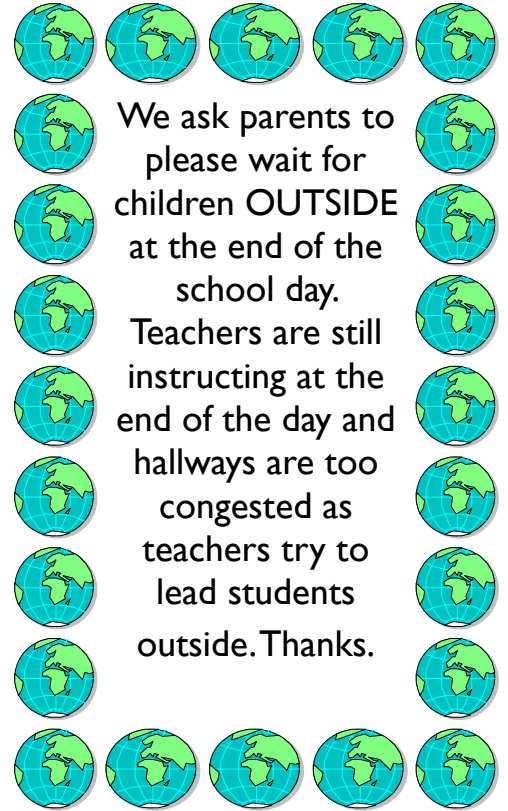 We ask parents to
please wait for
children OUTSIDE
at the end of the
school day.
Teachers are still
instructing at the
end of the day and
hallways are too
congested as
teachers try to
lead students
outside. Thanks.